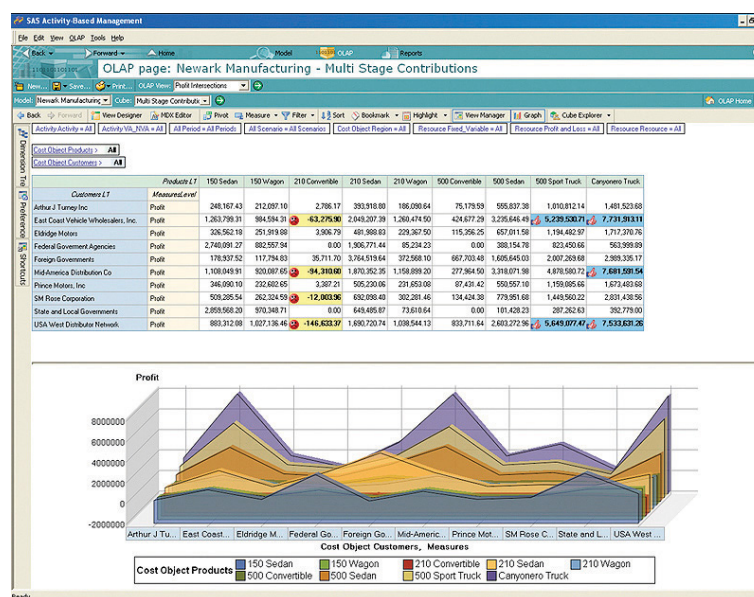 SAS Activity-Based Management
File Edit View OLAP Tools Help
Back Forward Home Model OLAP Reports
OLAP page: Newark Manufacturing - Multi Stage Contributions
New... Save... Print... OLAP View: Profit Intersections
Model: Newark Manufacturing Cube: Multi Stage Contributic OLAP Home
Back Forward View Designer MDX Editor Pivot Measure Filter Sort Bookmark Highlight View Manager Graph Cube Explorer
Activity.Activity = All Activity VA_NVA = All All Period = All Periods All Scenario = All Scenarios Cost Object Region = All Resource Fixed_Variable = All Resource Profit and Loss = All Resource Resource = All
Dimension Tre
Preference
Shortcuts
Cost Object Products > All
Cost Object Customers > All
Products LT 150 Sedan 150 Wagon 210 Convertible 210 Sedan 210 Wagon 500 Convertible 500 Sedan 500 Sport Truck Canyonero Truck
Customers LT MeasuresLevel
Arthur J Turney Inc Profit 248,167.43 212,097.10 2,786.17 393,918.80 186,090.64 75,179.59 555,837.38 1,010,812.14 1,481,523.68
East Coast Vehicle Wholesalers, Inc. Profit 1,263,799.31 984,594.31 -63,275.90 2,049,207.39 1,260,474.50 424,677.29 3,235,646.49 5,239,530.71 7,731,913.11
Eldridge Motors Profit 326,562.18 251,919.88 3,906.79 481,988.83 229,367.50 115,356.25 657,011.58 1,194,482.97 1,717,370.76
Federal Goverment Agencies Profit 2,740,091.27 882,557.94 0.00 1,906,771.44 85,234.23 0.00 388,154.78 823,450.66 563,999.89
Foreign Governments Profit 178,937.52 117,794.83 35,711.70 3,764,519.64 372,568.10 667,703.48 1,605,645.03 2,007,269.68 2,989,335.17
Mid-America Distribution Co Profit 1,108,049.91 920,087.65 -94,310.60 1,870,352.35 1,158,899.20 277,964.50 3,318,071.98 4,878,580.72 7,681,591.54
Prince Motors, Inc Profit 346,090.10 232,602.65 3,387.21 505,230.06 231,653.08 87,431.42 550,557.10 1,159,085.66 1,673,483.68
SM Rose Corporation Profit 509,285.54 262,324.59 -12,003.96 692,098.48 302,281.46 134,424.38 779,951.68 1,449,560.22 2,831,438.56
State and Local Governments Profit 2,859,568.20 970,348.71 0.00 649,485.87 73,610.64 0.00 101,428.23 287,262.63 392,779.00
USA West Distributor Network Profit 883,312.08 1,027,136.46 -146,633.37 1,690,720.74 1,038,544.13 833,711.64 2,603,272.96 5,649,077.47 7,533,631.26
Profit
8000000
6000000
4000000
2000000
0
-2000000
Arthur J Tu... East Coast... Eldridge M... Federal Go... Foreign Go... Mid-Americ... Prince Mot... SM Rose C... State and L... USA West ...
Cost Object Customers, Measures
Cost Object Products 150 Sedan 150 Wagon 210 Convertible 210 Sedan 210 Wagon
500 Convertible 500 Sedan 500 Sport Truck Canyonero Truck
Ready